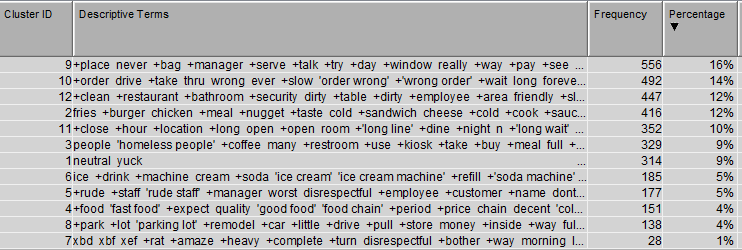 Cluster ID Descriptive Terms Frequency Percentage
9 +place never +bag +manager +serve +talk +try +day +window really +way +pay +see ... 556 16%
10 +order drive +take thru wrong ever +slow 'order wrong' +'wrong order' +wait long foreve... 492 14%
12 +clean +restaurant +bathroom +security dirty +table +dirty +employee +area friendly +sl... 447 12%
2 fries +burger chicken +meal +nugget +taste cold +sandwich cheese +cold +cook +sauc... 416 12%
11 +close +hour +location +long open +open room +'long line' +dine +night n +'long wait' ... 352 10%
3 people 'homeless people' +coffee many +restroom +use +kiosk +take +buy +meal full + ... 329 9%
1 neutral yuck ... 314 9%
6 ice +drink +machine cream +soda 'ice cream' 'ice cream machine' +refill +'soda machine' ... 185 5%
5 +rude +staff 'rude staff' +manager worst disrespectful +employee +customer +name dont... 177 5%
4 +food 'fast food' +expect quality 'good food' 'food chain' +period +price chain decent 'col... 151 4%
8 +park +lot 'parking lot' +remodel +car +little +drive +pull +store money +inside +way ful... 138 4%
7 xbd xbf xef +rat +amaze +heavy +complete +turn disrespectful +bother +way morning l... 28 1%